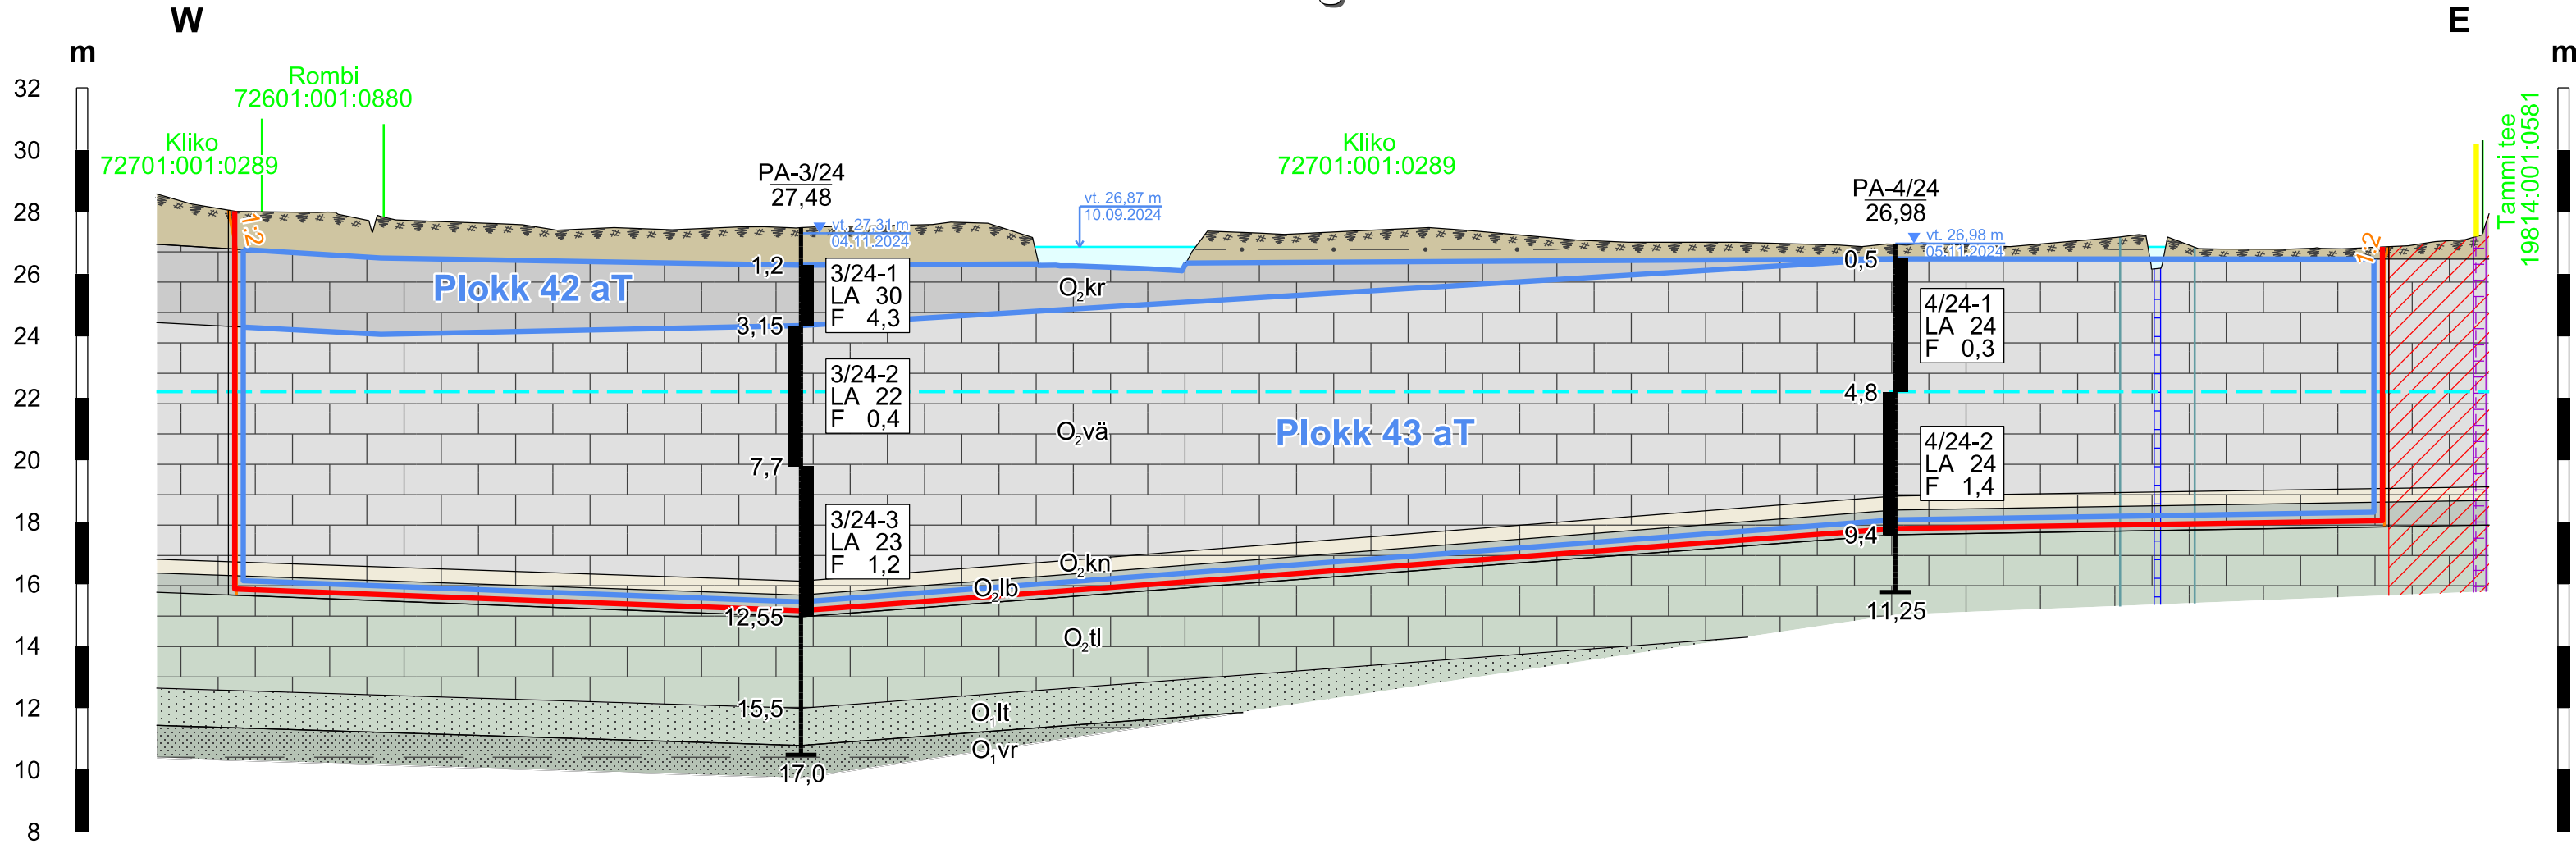 W
E
m
m
32
30
28
26
24
22
20
18
16
14
12
10
8
Rombi
72601:001:0880
Kliko
72701:001:0289
Kliko
72701:001:0289
Tammi tee
19814:001:0581
PA-3/24
27,48
vt. 27,31 m
04.11.2024
vt. 26,87 m
10.09.2024
PA-4/24
26,98
vt. 26,98 m
05.11.2024
1:2
1:2
Plokk 42 aT
Plokk 43 aT
1,2
3,15
7,7
12,55
15,5
17,0
3/24-1
LA 30
F 4,3
3/24-2
LA 22
F 0,4
3/24-3
LA 23
F 1,2
O₂kr
O₂vä
O₂kn
O₂lb
O₂tl
O₁lt
O₁vr
0,5
4,8
9,4
11,25
4/24-1
LA 24
F 0,3
4/24-2
LA 24
F 1,4